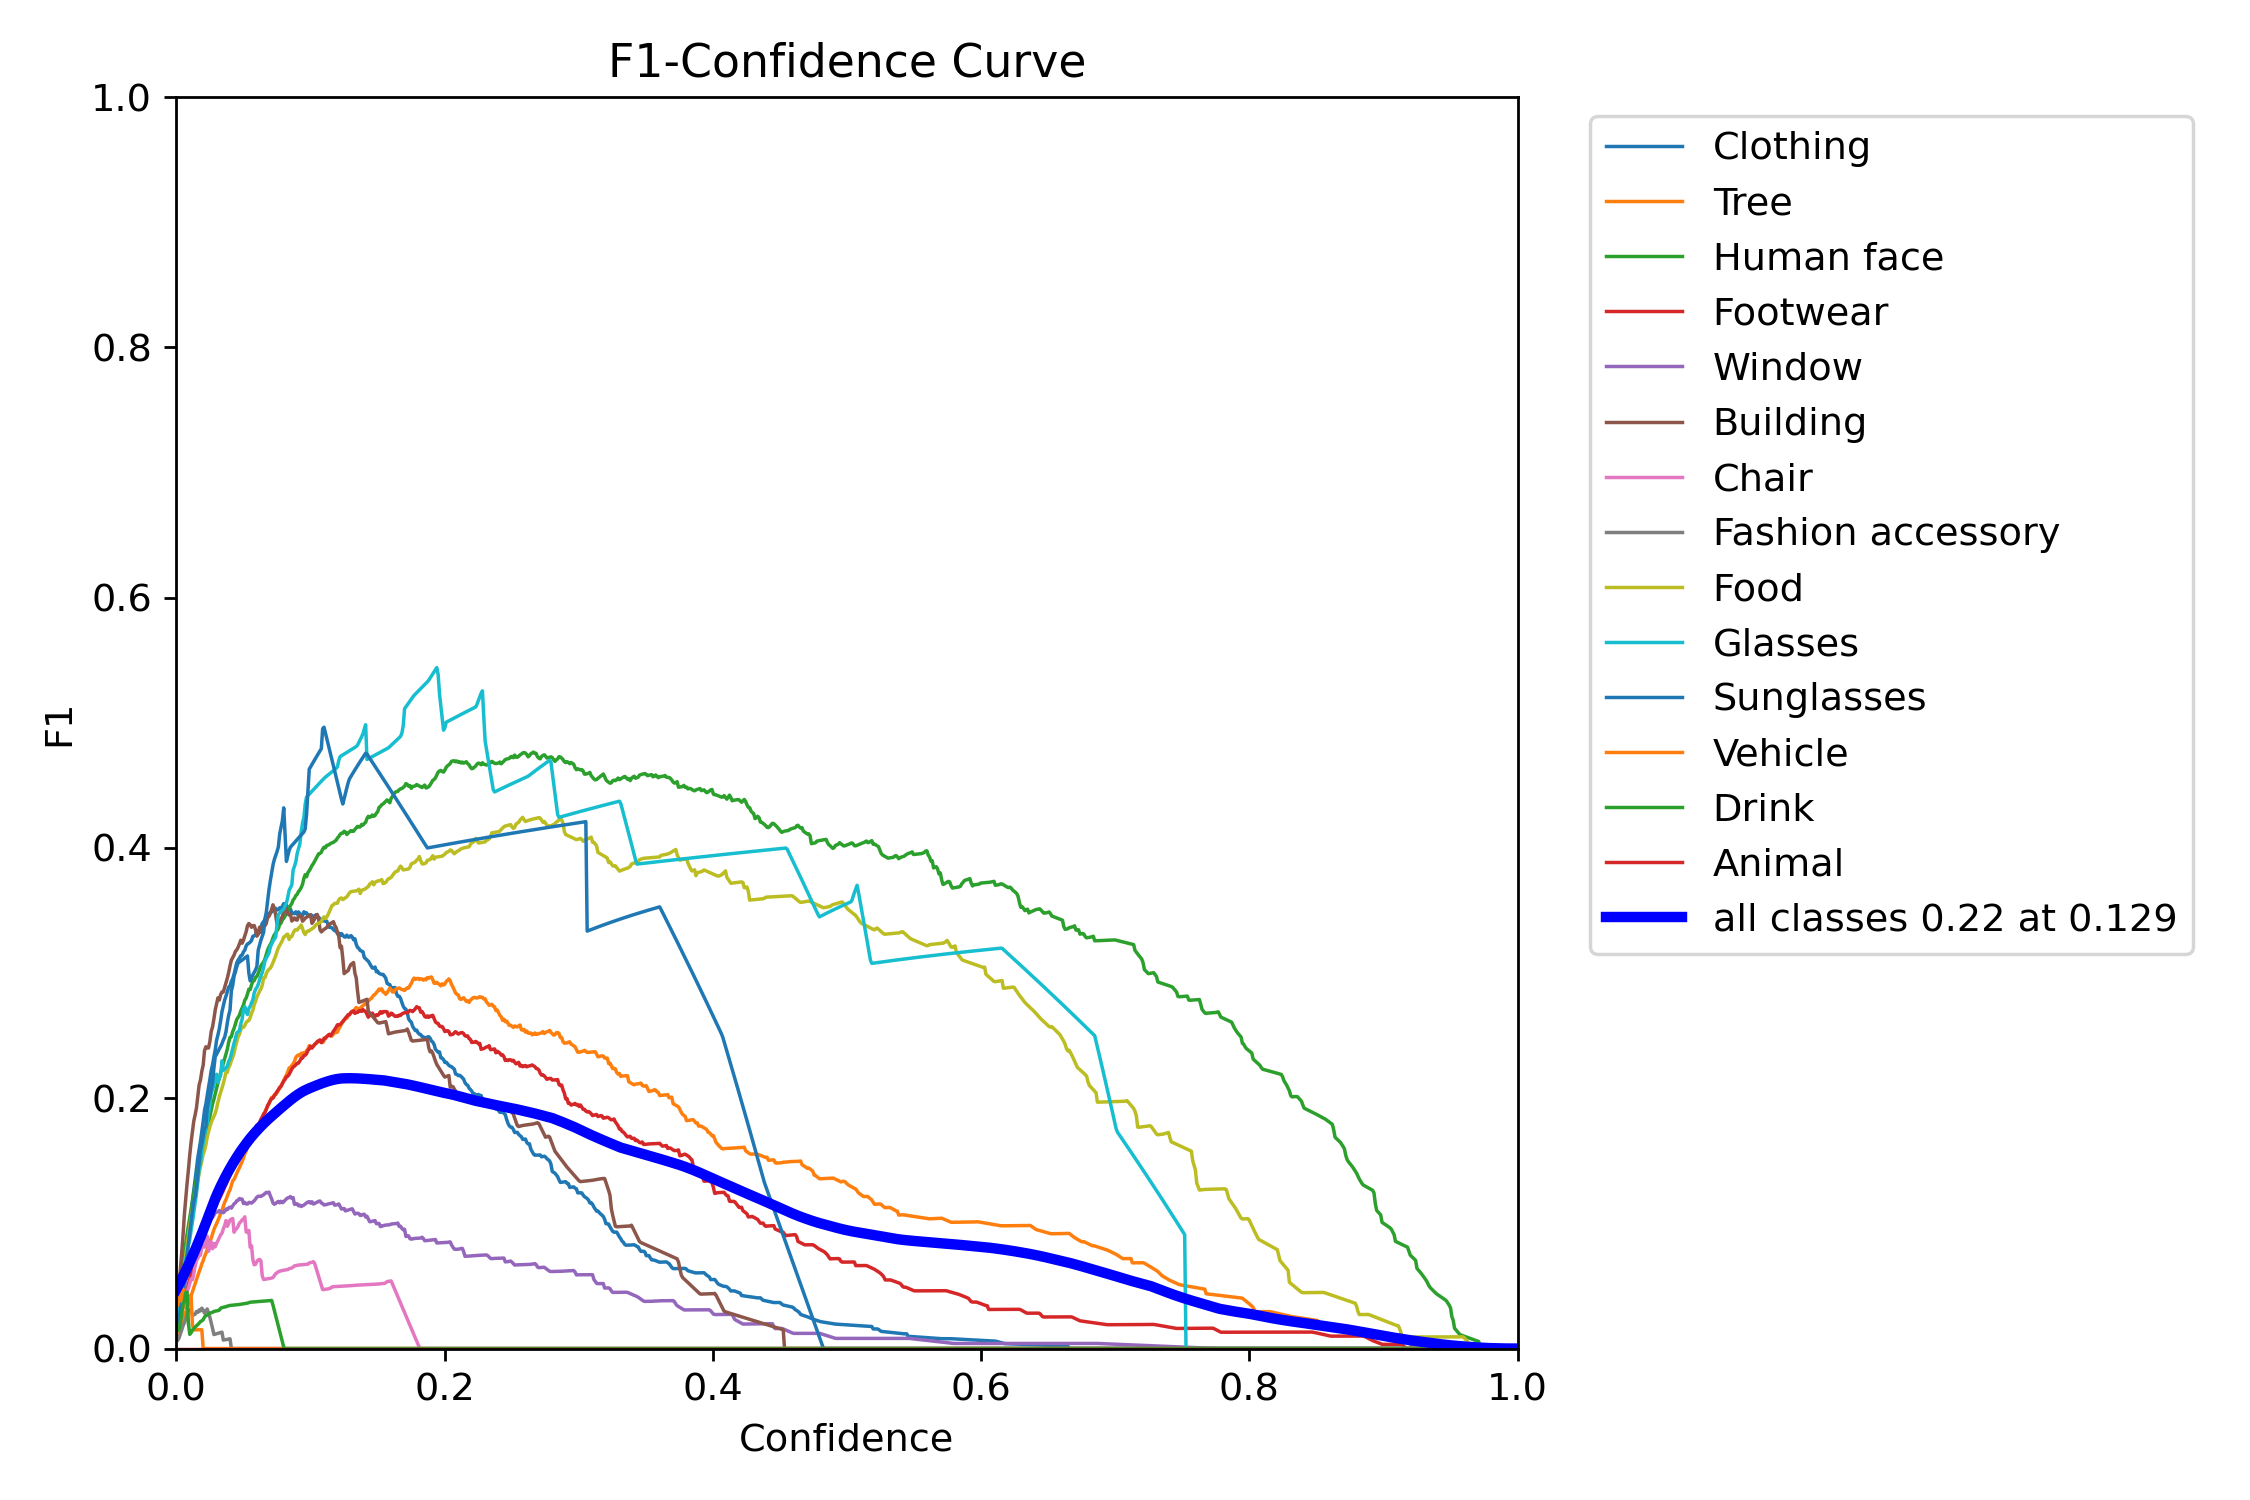 F1-Confidence Curve
1.0
0.8
0.6
0.4
0.2
0.0
F1
0.0 0.2 0.4 0.6 0.8 1.0
Confidence
Clothing
Tree
Human face
Footwear
Window
Building
Chair
Fashion accessory
Food
Glasses
Sunglasses
Vehicle
Drink
Animal
all classes 0.22 at 0.129